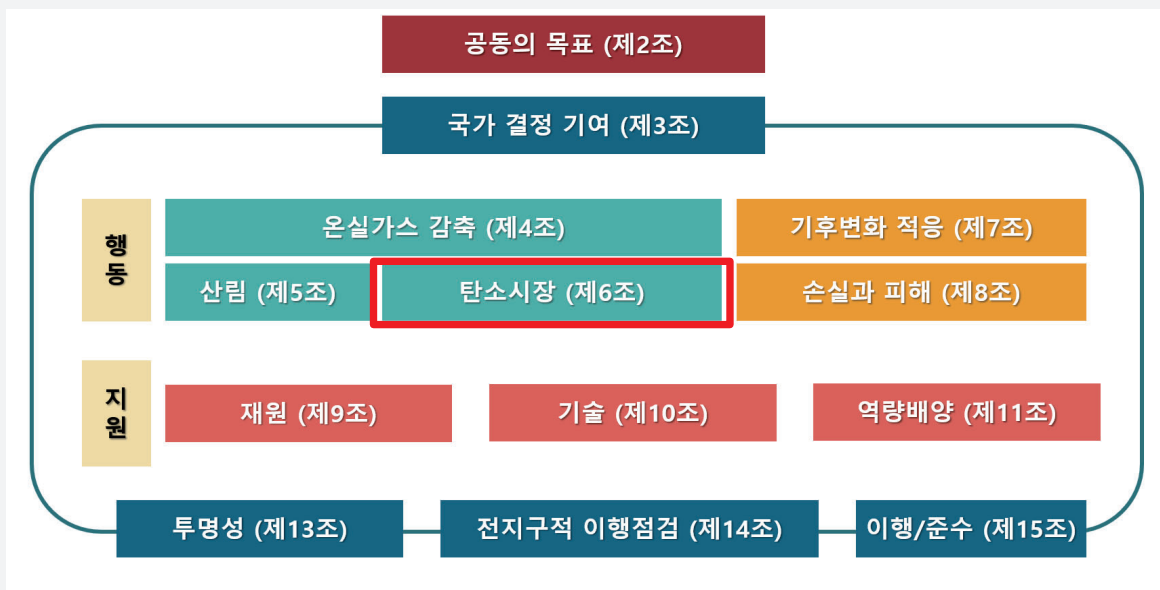 공동의 목표 (제2조)
국가 결정 기여 (제3조)
행동
온실가스 감축 (제4조)
기후변화 적응 (제7조)
산림 (제5조)
탄소시장 (제6조)
손실과 피해 (제8조)
지원
재원 (제9조)
기술 (제10조)
역량배양 (제11조)
투명성 (제13조)
전지구적 이행점검 (제14조)
이행/준수 (제15조)